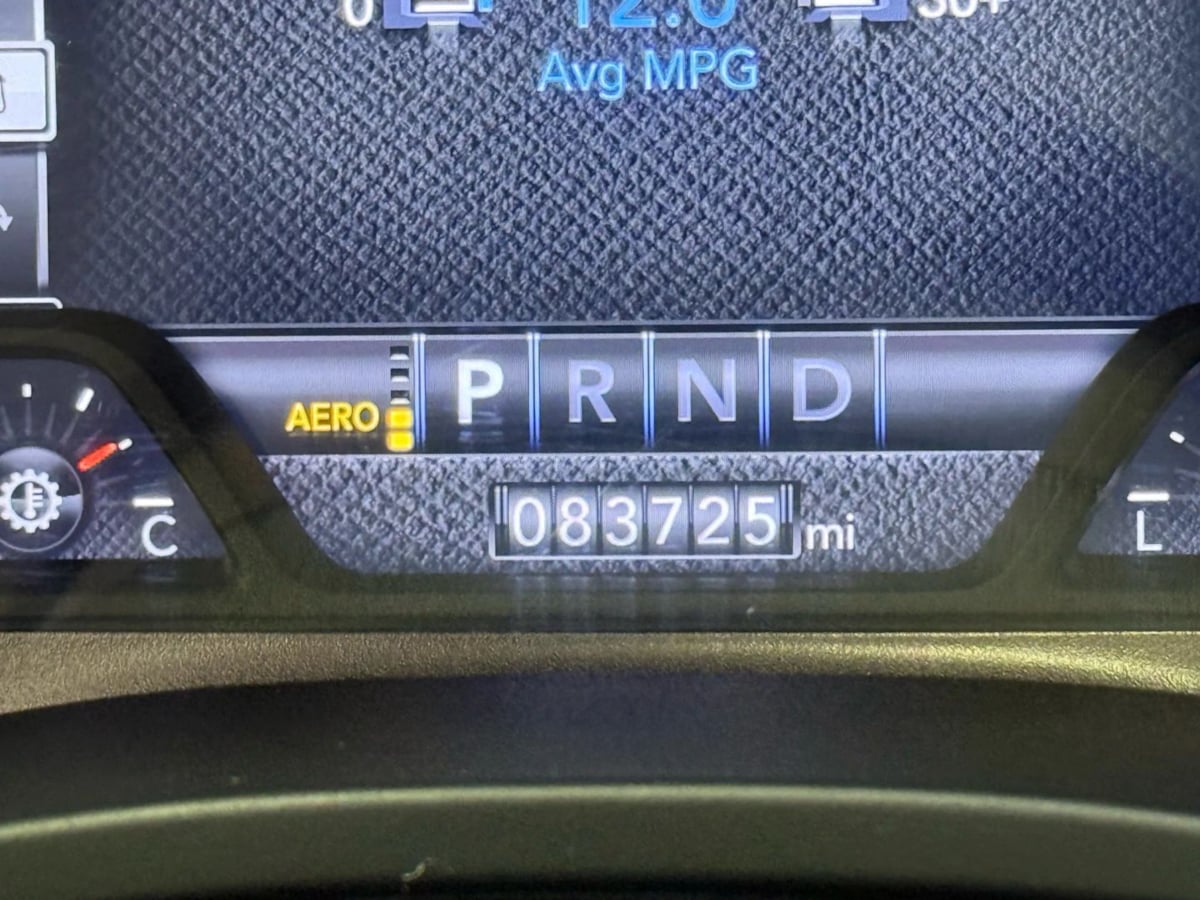 Avg MPG
AERO P R N D
083725 mi
C
L